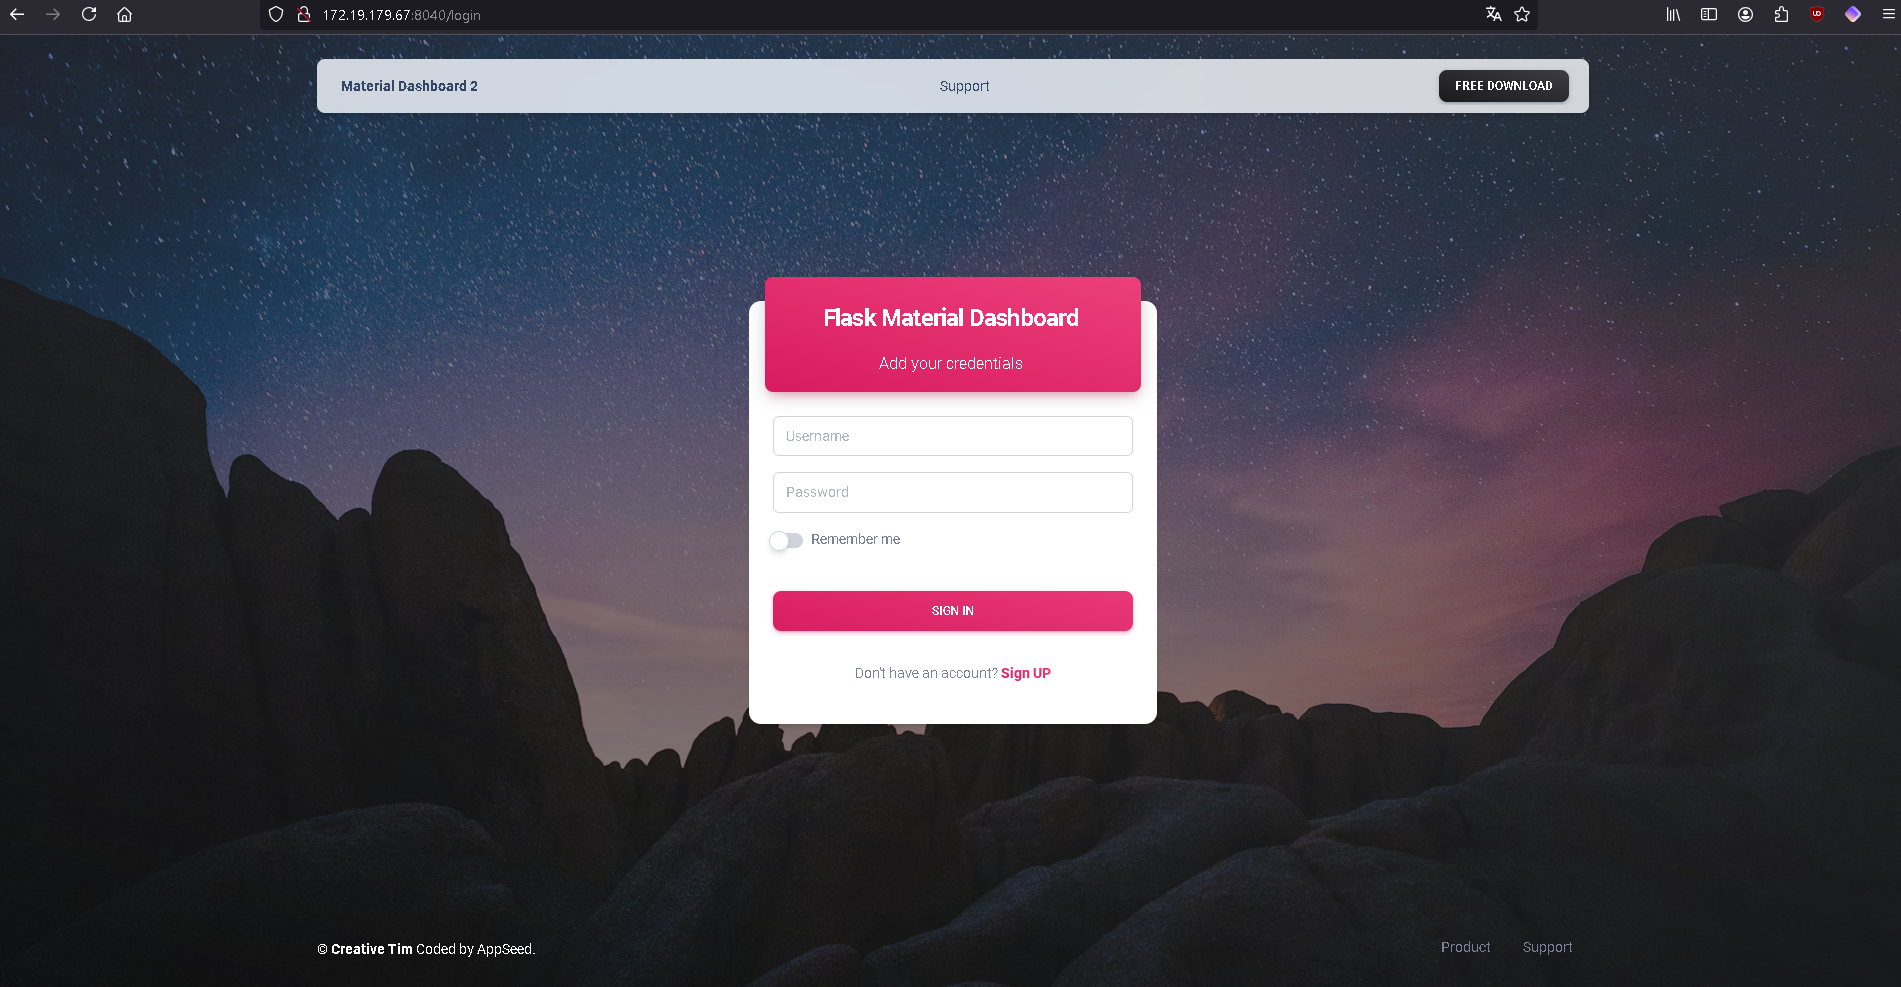 172.19.179.67:8040/login
Material Dashboard 2
Support
FREE DOWNLOAD
Flask Material Dashboard
Add your credentials
Username
Password
Remember me
SIGN IN
Don't have an account? Sign UP
© Creative Tim Coded by AppSeed.
Product
Support